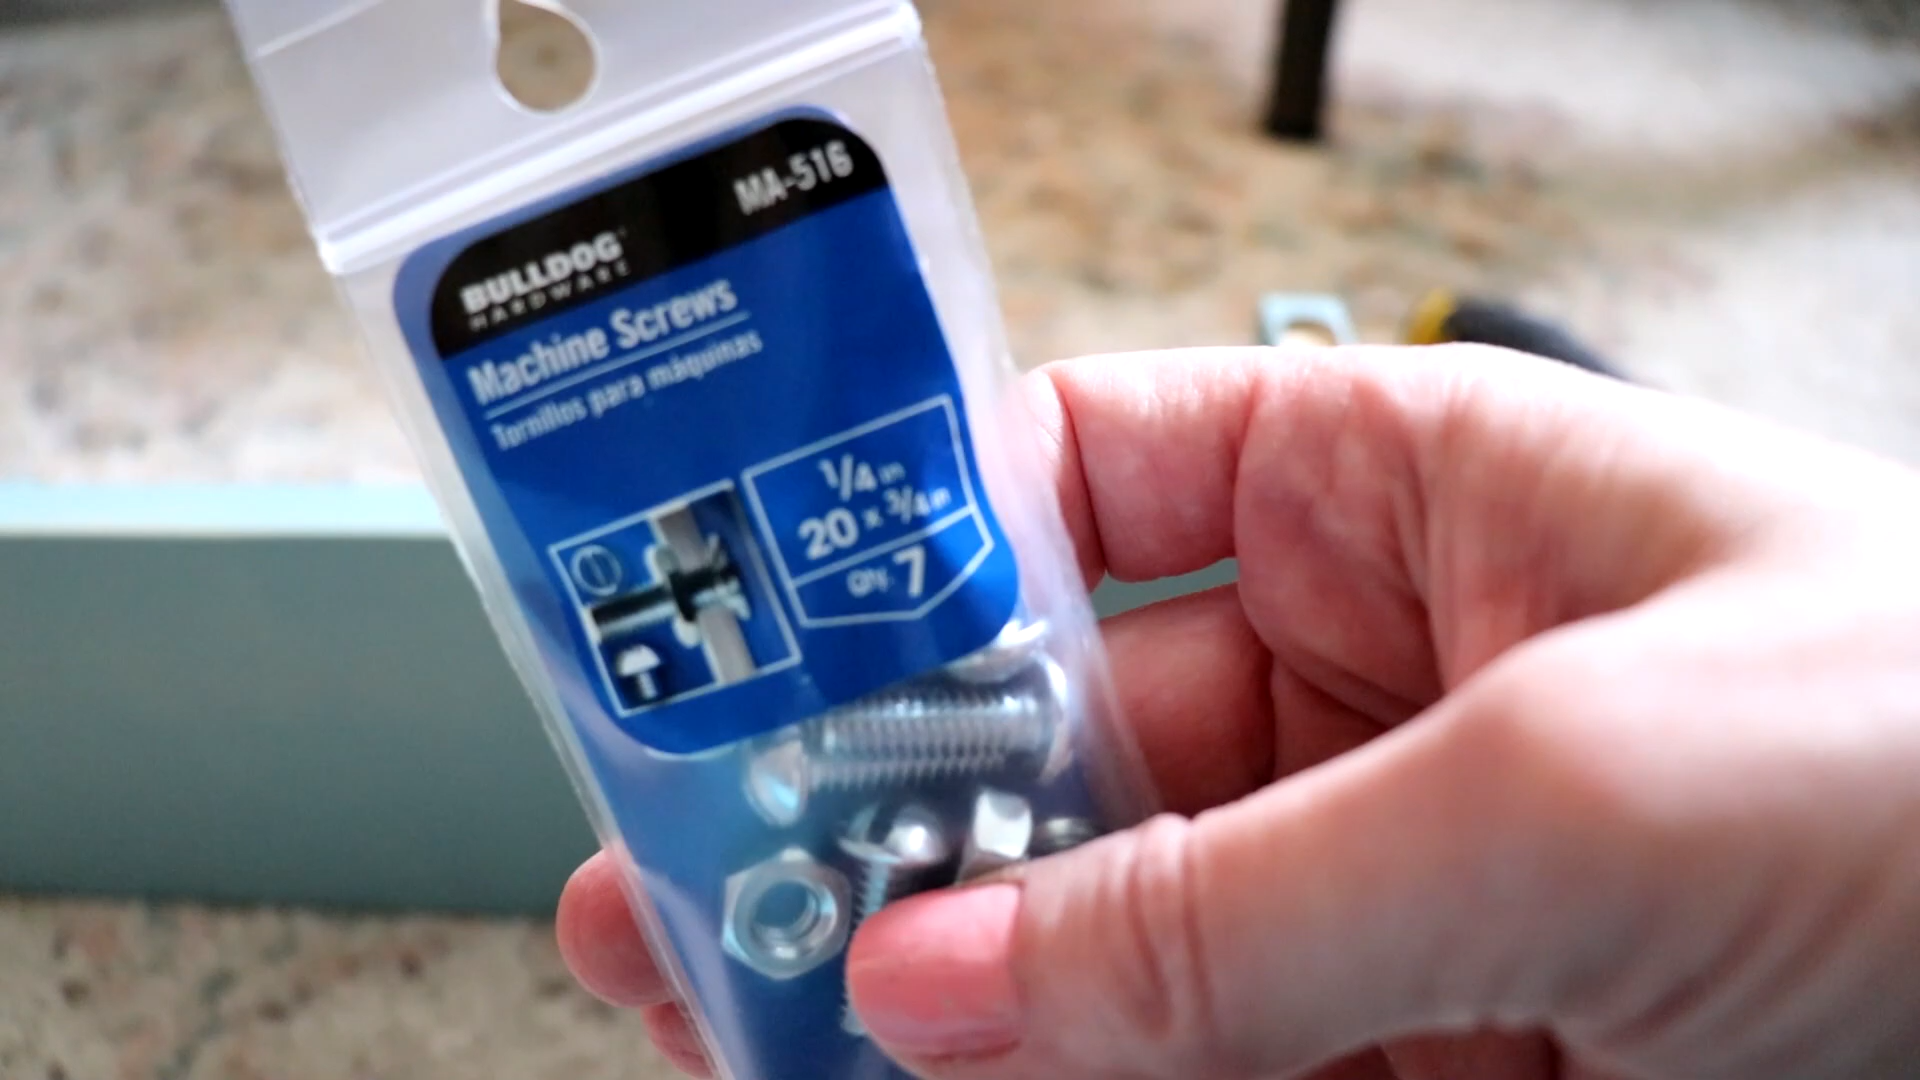 MA-516
BULLDOG
HARDWARE
Machine Screws
Tornillos para máquinas
1/4 in
20 x 3/4 in
Qty. 7